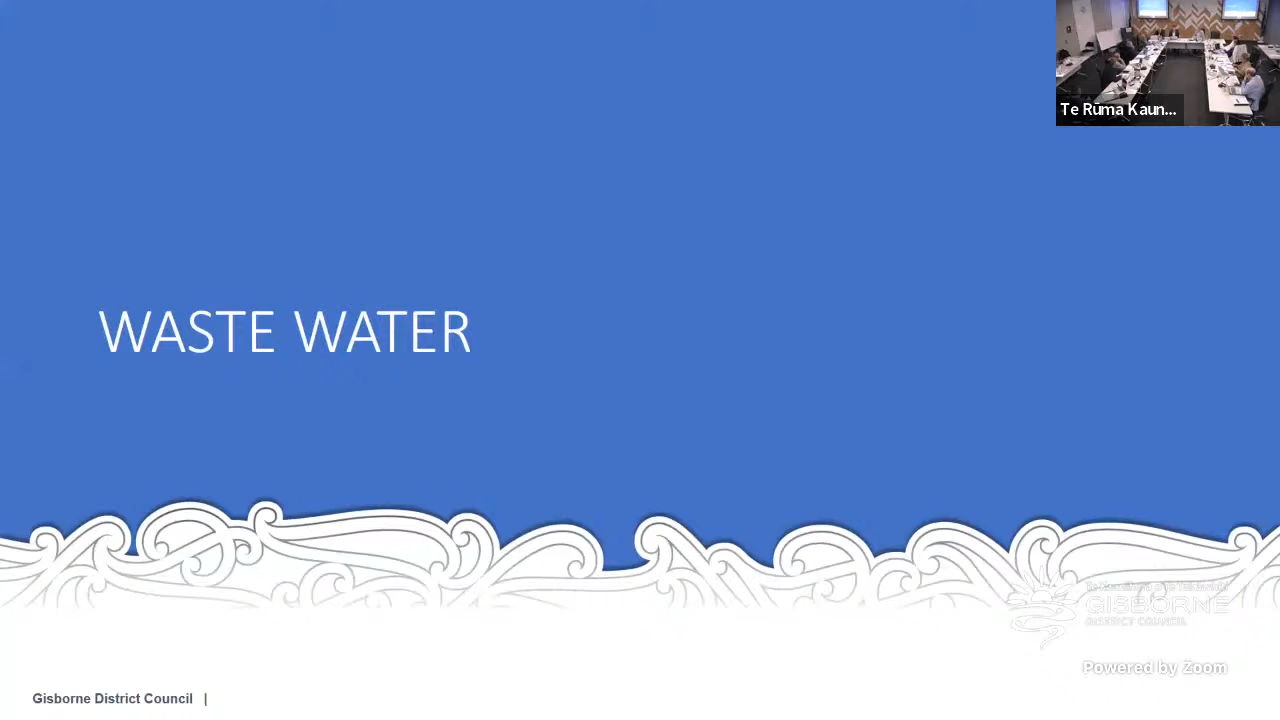 Te Rūma Kaun...
WASTE WATER
GISBORNE
DISTRICT COUNCIL
Powered by Zoom
Gisborne District Council |